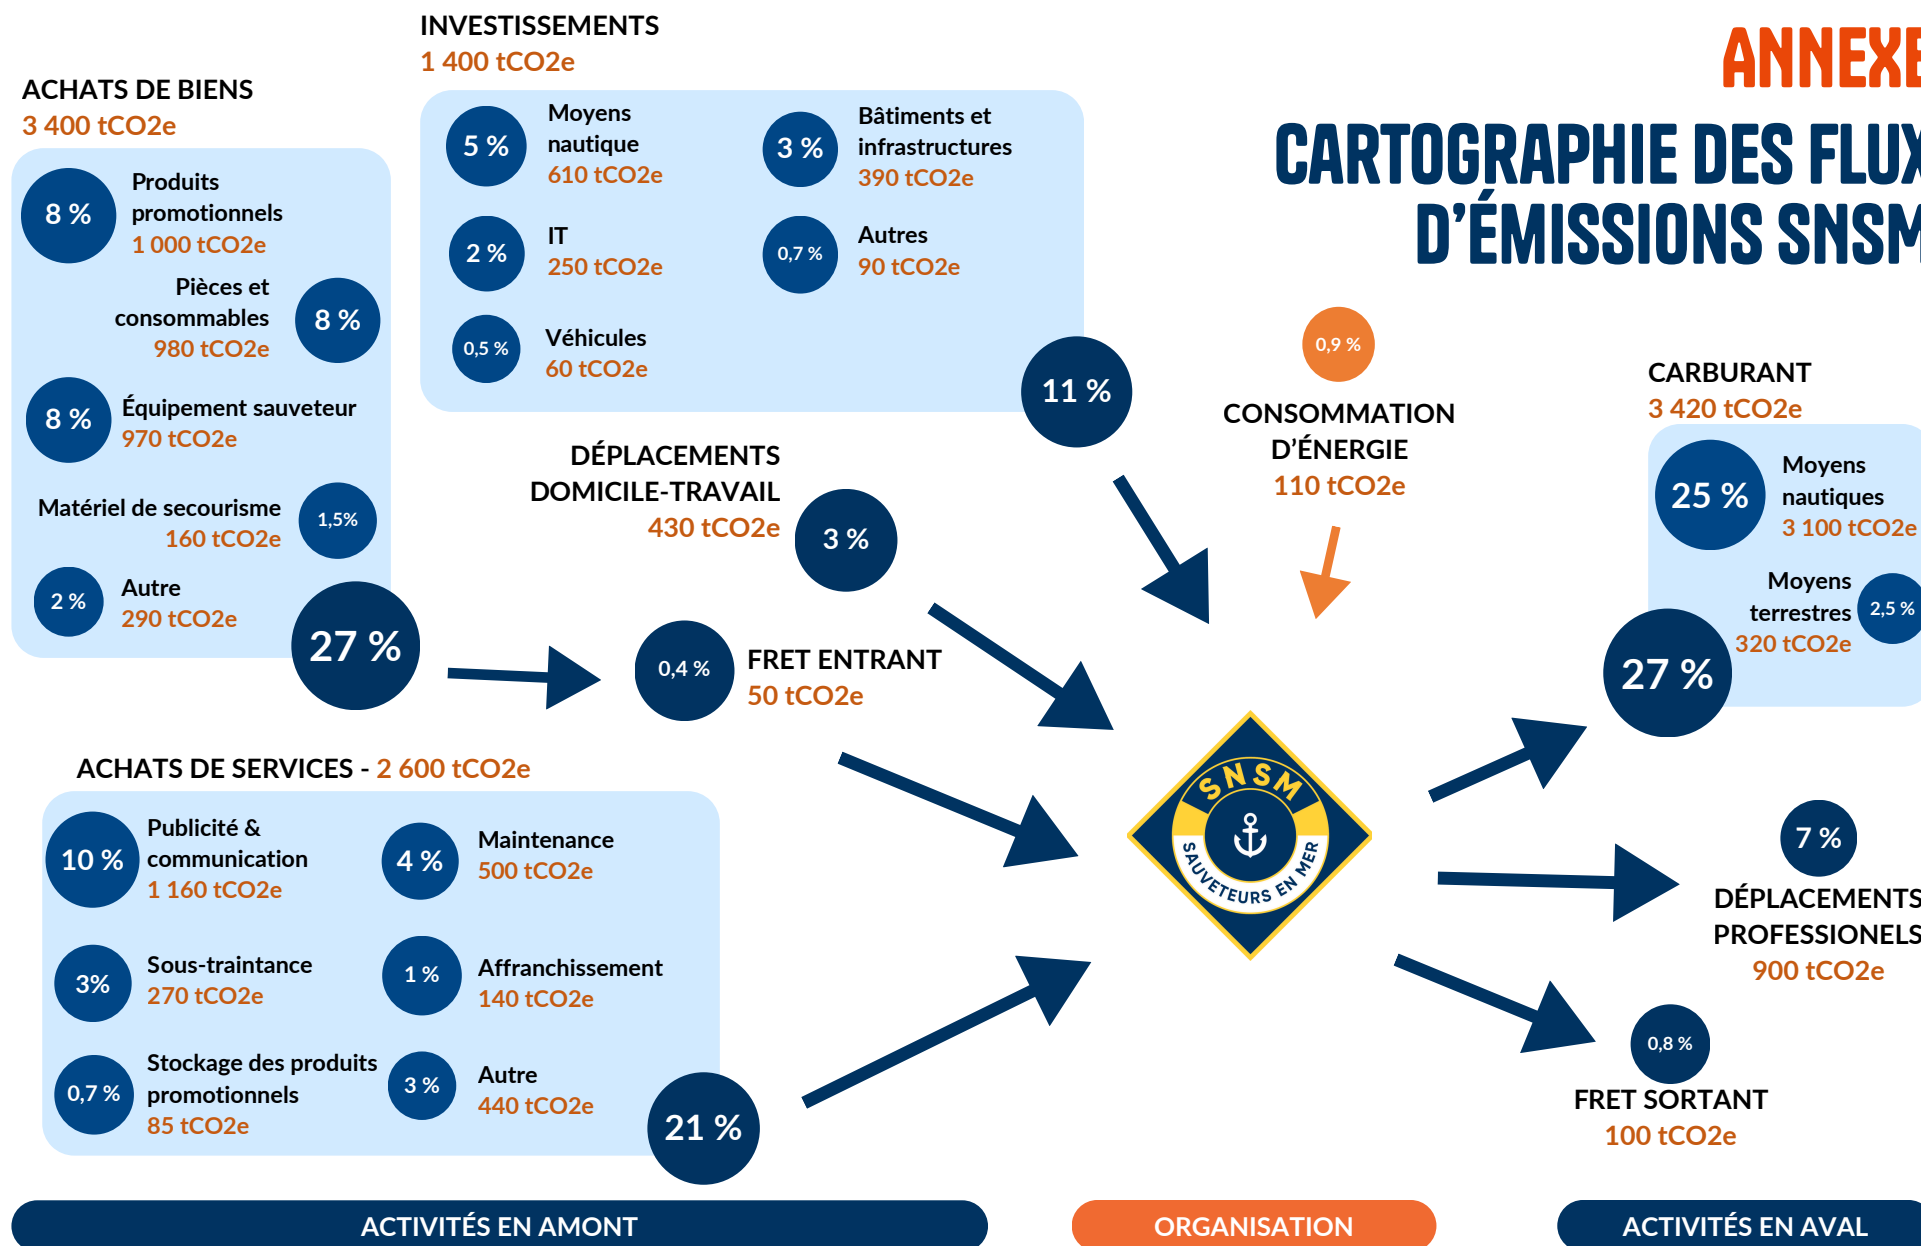 ANNEXE
CARTOGRAPHIE DES FLUX
D'ÉMISSIONS SNSM
ACHATS DE BIENS
3 400 tCO2e
8 %
Produits
promotionnels
1 000 tCO2e
Pièces et
consommables
980 tCO2e
8 %
8 %
Équipement sauveteur
970 tCO2e
Matériel de secourisme
160 tCO2e
1,5%
2 %
Autre
290 tCO2e
27 %
INVESTISSEMENTS
1 400 tCO2e
5 %
Moyens
nautique
610 tCO2e
3 %
Bâtiments et
infrastructures
390 tCO2e
2 %
IT
250 tCO2e
0,7 %
Autres
90 tCO2e
0,5 %
Véhicules
60 tCO2e
11 %
DÉPLACEMENTS
DOMICILE-TRAVAIL
430 tCO2e
3 %
0,4 %
FRET ENTRANT
50 tCO2e
ACHATS DE SERVICES - 2 600 tCO2e
10 %
Publicité &
communication
1 160 tCO2e
4 %
Maintenance
500 tCO2e
3%
Sous-traintance
270 tCO2e
1 %
Affranchissement
140 tCO2e
0,7 %
Stockage des produits
promotionnels
85 tCO2e
3 %
Autre
440 tCO2e
21 %
0,9 %
CONSOMMATION
D'ÉNERGIE
110 tCO2e
SNSM
SAUVETEURS EN MER
CARBURANT
3 420 tCO2e
25 %
Moyens
nautiques
3 100 tCO2e
Moyens
terrestres
320 tCO2e
2,5 %
27 %
7 %
DÉPLACEMENTS
PROFESSIONELS
900 tCO2e
0,8 %
FRET SORTANT
100 tCO2e
ACTIVITÉS EN AMONT
ORGANISATION
ACTIVITÉS EN AVAL